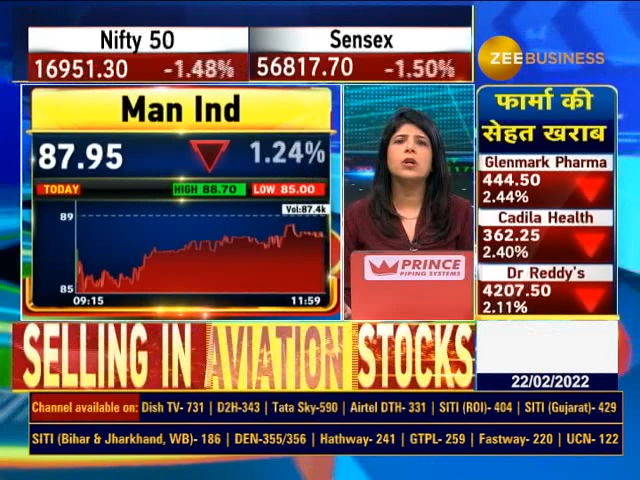 Nifty 50
16951.30 -1.48%
Sensex
56817.70 -1.50%
ZEEBUSINESS
Man Ind
87.95 1.24%
TODAY HIGH 88.70 LOW 85.00
Vol:87.4k
89
85
09:15 11:59
PRINCE
PIPING SYSTEMS
फार्मा की
सेहत खराब
Glenmark Pharma
444.50
2.44%
Cadila Health
362.25
2.40%
Dr Reddy's
4207.50
2.11%
SELLING IN AVIATION STOCKS
22/02/2022
Channel available on: Dish TV- 731 | D2H-343 | Tata Sky-590 | Airtel DTH- 331 | SITI (ROI)- 404 | SITI (Gujarat)- 429
SITI (Bihar & Jharkhand, WB)- 186 | DEN-355/356 | Hathway- 241 | GTPL- 259 | Fastway- 220 | UCN- 122